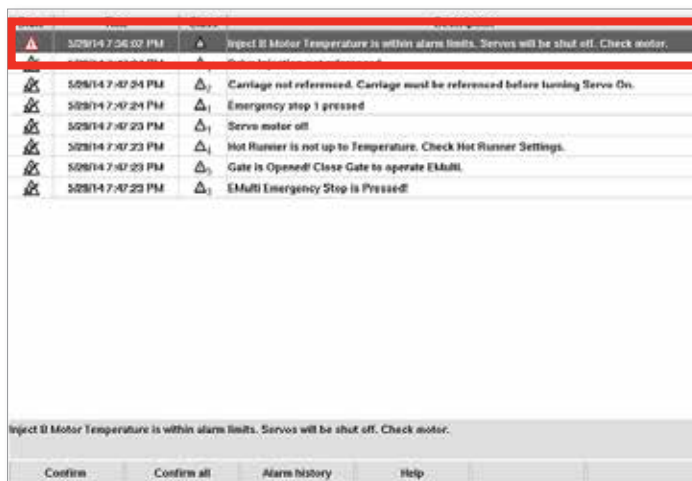 5/29/14 7:56:02 PM Inject B Motor Temperature is within alarm limits. Servos will be shut off. Check motor.
5/29/14 7:47:24 PM Carriage not referenced. Carriage must be referenced before turning Servo On.
5/29/14 7:47:24 PM Emergency stop 1 pressed
5/29/14 7:47:23 PM Servo motor off
5/29/14 7:47:23 PM Hot Runner is not up to Temperature. Check Hot Runner Settings.
5/29/14 7:47:23 PM Gate is Opened! Close Gate to operate EMulti.
5/29/14 7:47:23 PM EMulti Emergency Stop is Pressed!
Inject B Motor Temperature is within alarm limits. Servos will be shut off. Check motor.
Confirm Confirm all Alarm history Help